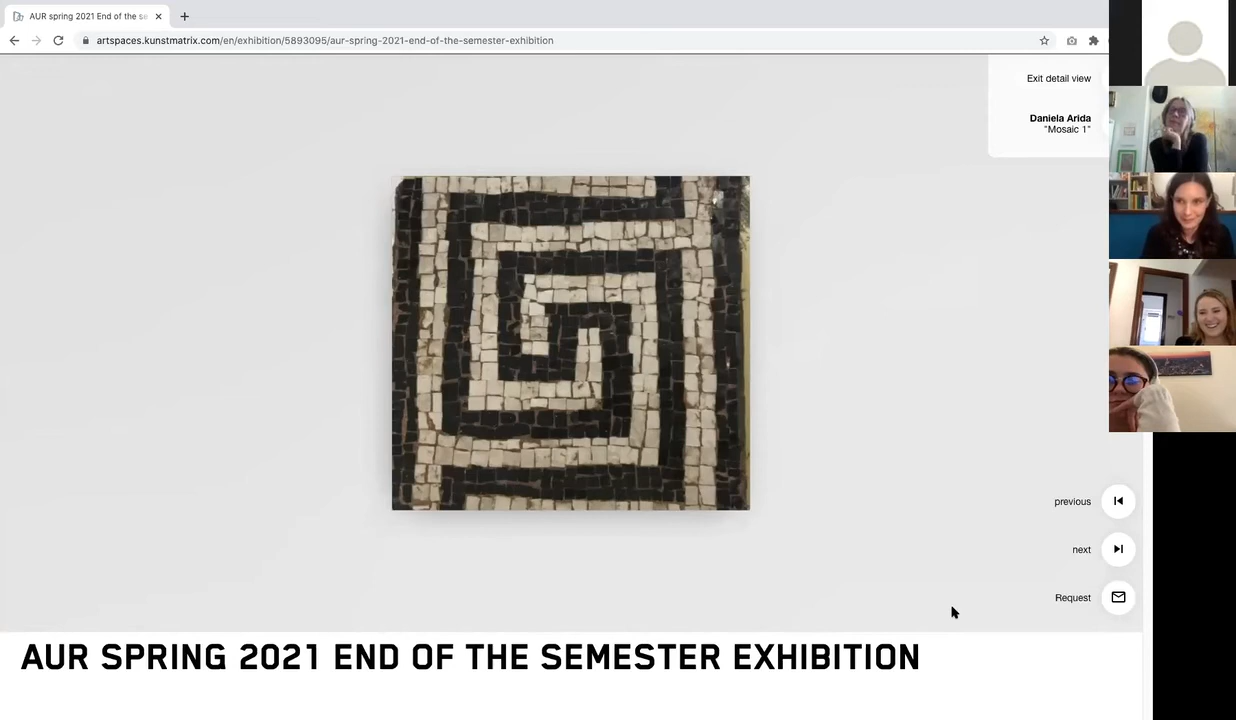 AUR spring 2021 End of the se
artspaces.kunstmatrix.com/en/exhibition/5893095/aur-spring-2021-end-of-the-semester-exhibition
Exit detail view
Daniela Arida
"Mosaic 1"
previous
next
Request
AUR SPRING 2021 END OF THE SEMESTER EXHIBITION